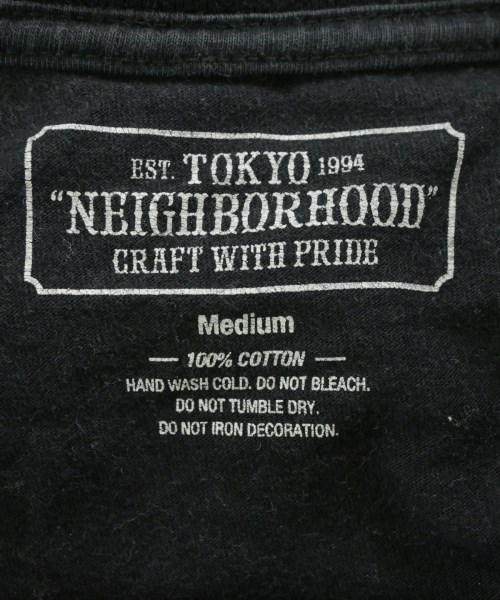 EST. TOKYO 1994
"NEIGHBORHOOD"
CRAFT WITH PRIDE
Medium
100% COTTON
HAND WASH COLD. DO NOT BLEACH.
DO NOT TUMBLE DRY.
DO NOT IRON DECORATION.